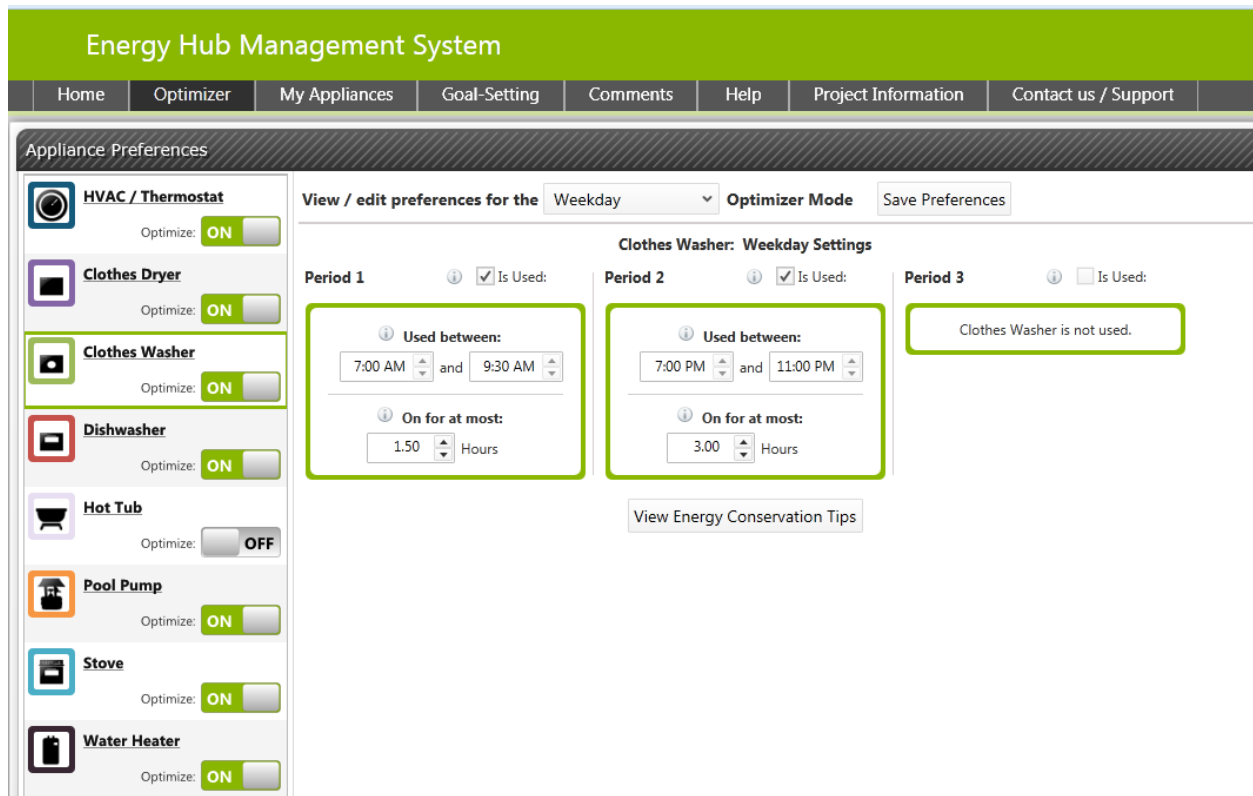 Energy Hub Management System
Home Optimizer My Appliances Goal-Setting Comments Help Project Information Contact us / Support
Appliance Preferences
HVAC / Thermostat
Optimize: ON
Clothes Dryer
Optimize: ON
Clothes Washer
Optimize: ON
Dishwasher
Optimize: ON
Hot Tub
Optimize: OFF
Pool Pump
Optimize: ON
Stove
Optimize: ON
Water Heater
Optimize: ON
View / edit preferences for the Weekday Optimizer Mode Save Preferences
Clothes Washer: Weekday Settings
Period 1 Is Used:
Used between:
7:00 AM and 9:30 AM
On for at most:
1.50 Hours
Period 2 Is Used:
Used between:
7:00 PM and 11:00 PM
On for at most:
3.00 Hours
Period 3 Is Used:
Clothes Washer is not used.
View Energy Conservation Tips